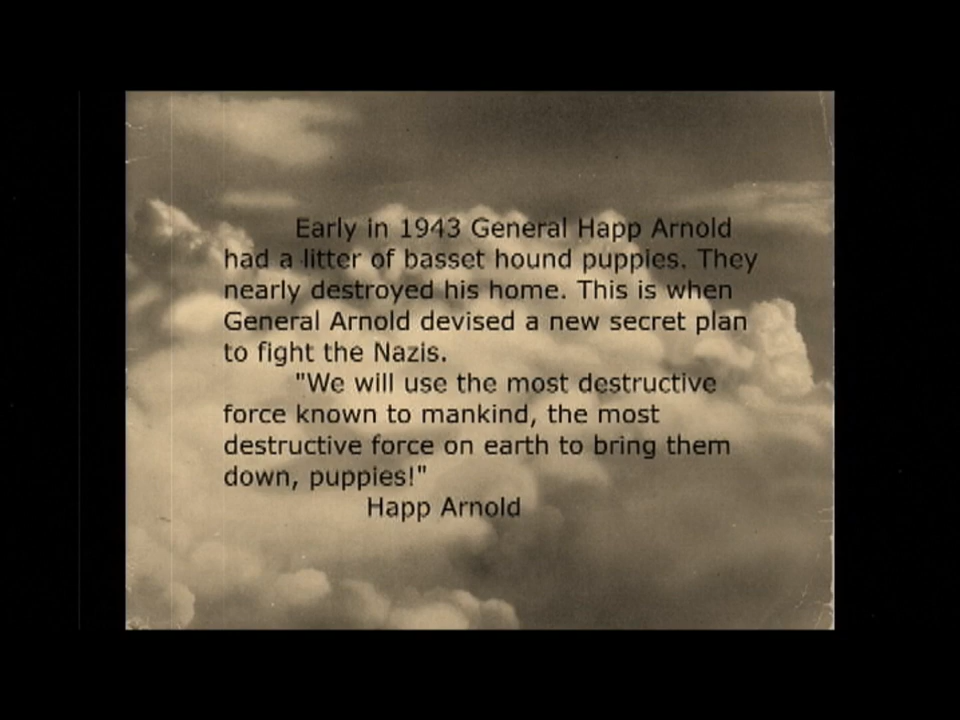 Early in 1943 General Happ Arnold
had a litter of basset hound puppies. They
nearly destroyed his home. This is when
General Arnold devised a new secret plan
to fight the Nazis.
"We will use the most destructive
force known to mankind, the most
destructive force on earth to bring them
down, puppies!"
Happ Arnold